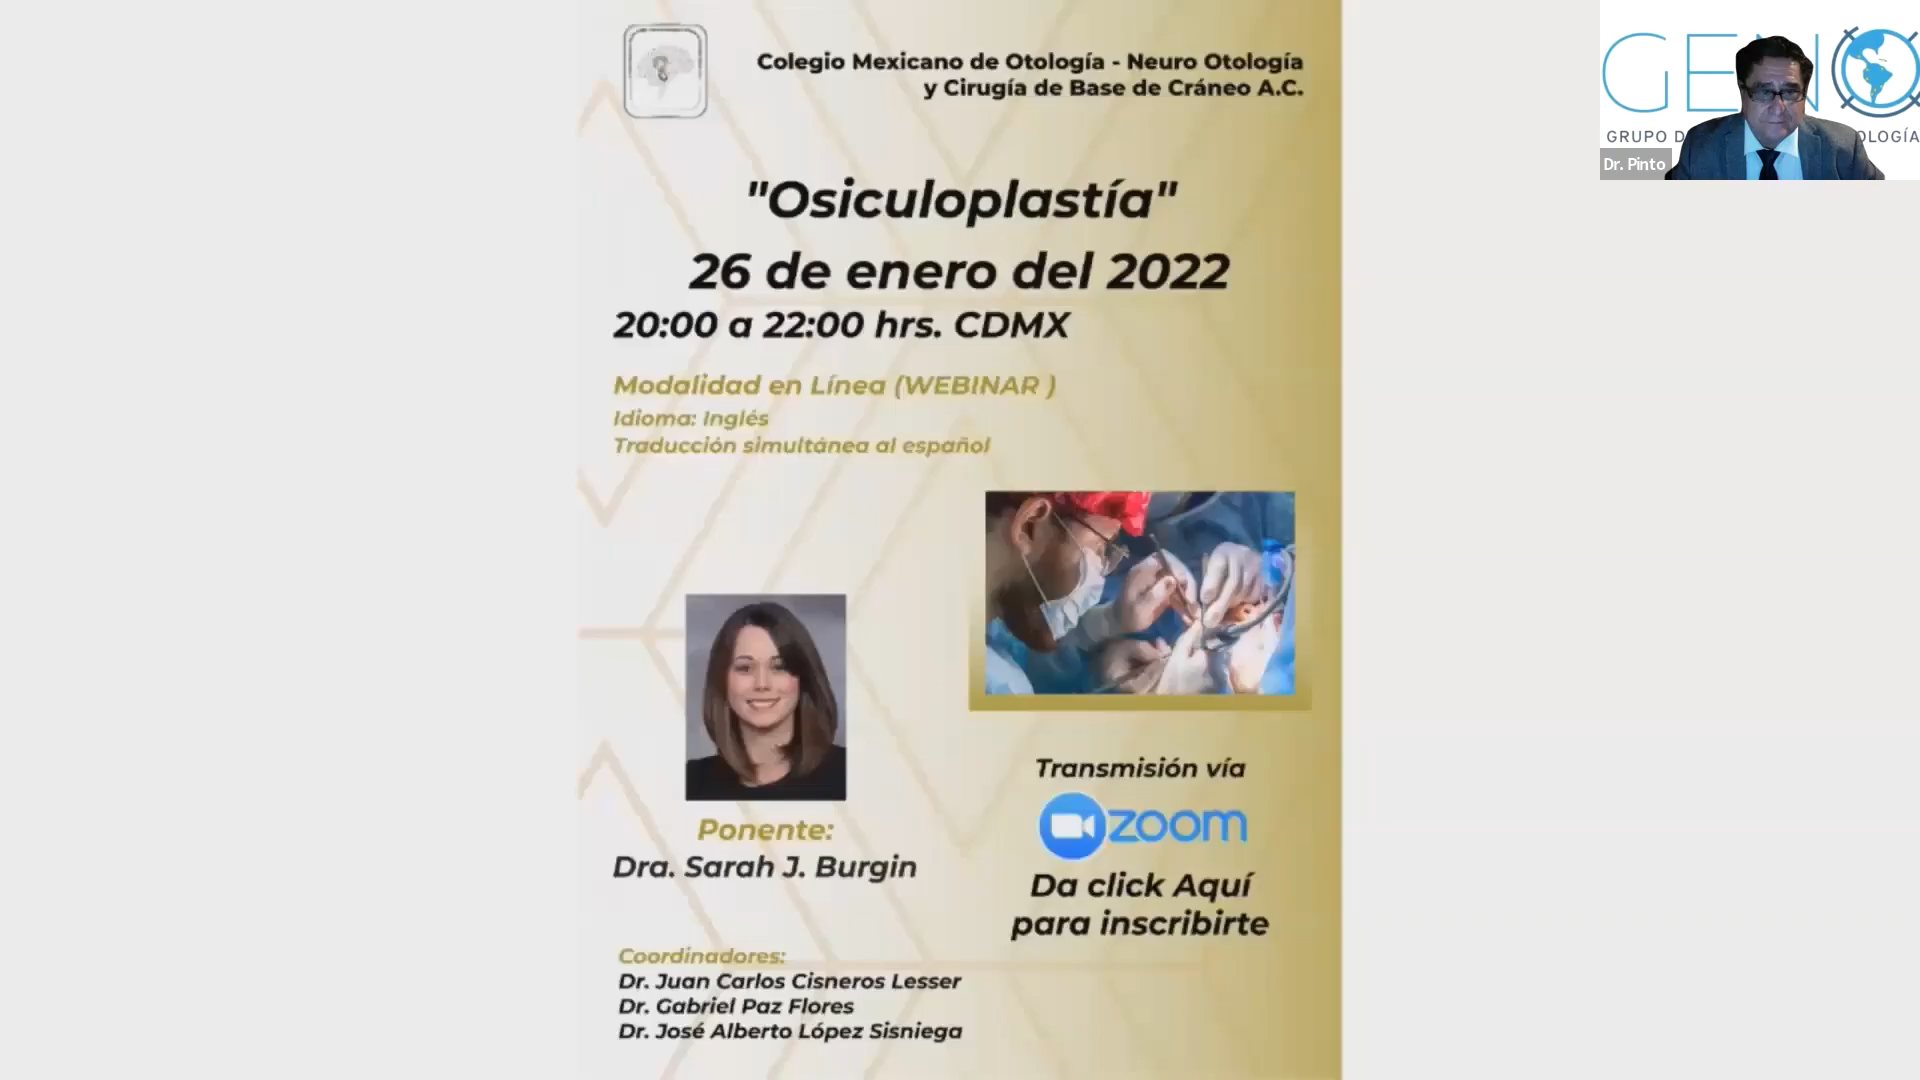 Colegio Mexicano de Otología - Neuro Otología
y Cirugía de Base de Cráneo A.C.
"Osiculoplastía"
26 de enero del 2022
20:00 a 22:00 hrs. CDMX
Modalidad en Línea (WEBINAR )
Idioma: Inglés
Traducción simultánea al español
Ponente:
Dra. Sarah J. Burgin
Transmisión vía
zoom
Da click Aquí
para inscribirte
Coordinadores:
Dr. Juan Carlos Cisneros Lesser
Dr. Gabriel Paz Flores
Dr. José Alberto López Sisniega
GEN
GRUPO D OLOGÍA
Dr. Pinto